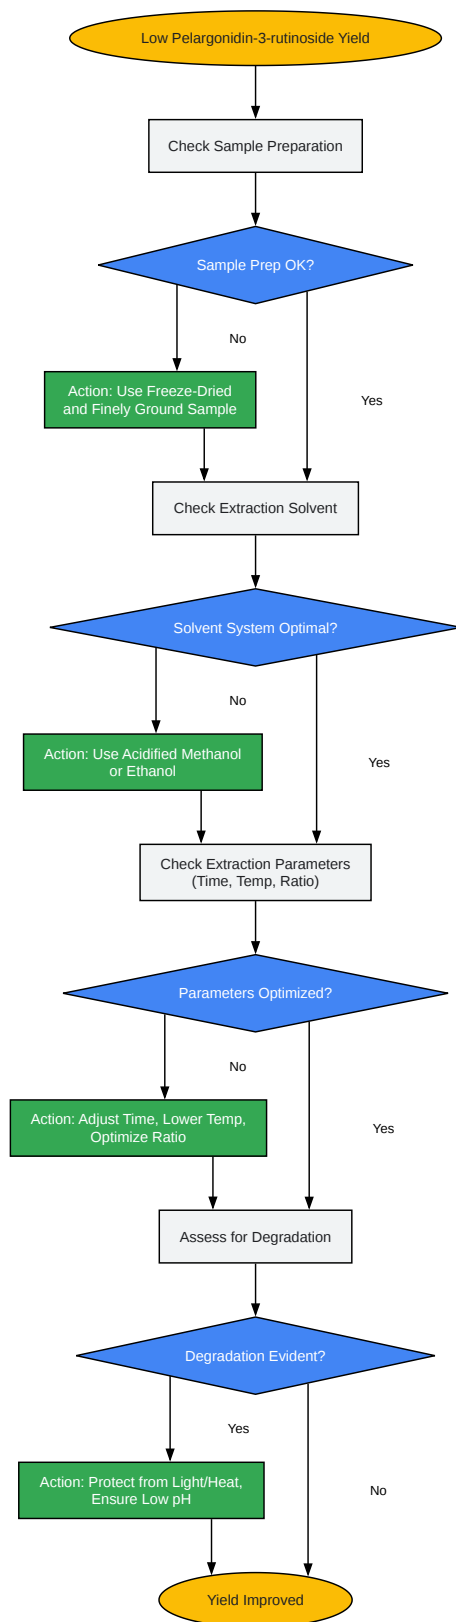 Low Pelargonidin-3-rutinoside Yield
Check Sample Preparation
Sample Prep OK?
No
Yes
Action: Use Freeze-Dried
and Finely Ground Sample
Check Extraction Solvent
Solvent System Optimal?
No
Yes
Action: Use Acidified Methanol
or Ethanol
Check Extraction Parameters
(Time, Temp, Ratio)
Parameters Optimized?
No
Yes
Action: Adjust Time, Lower Temp,
Optimize Ratio
Assess for Degradation
Degradation Evident?
Yes
No
Action: Protect from Light/Heat,
Ensure Low pH
Yield Improved